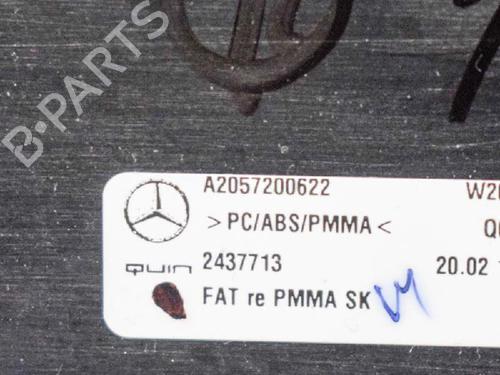 B-PARTS
A2057200622
>PC/ABS/PMMA<
QUIN 2437713 20.02
FAT re PMMA SK